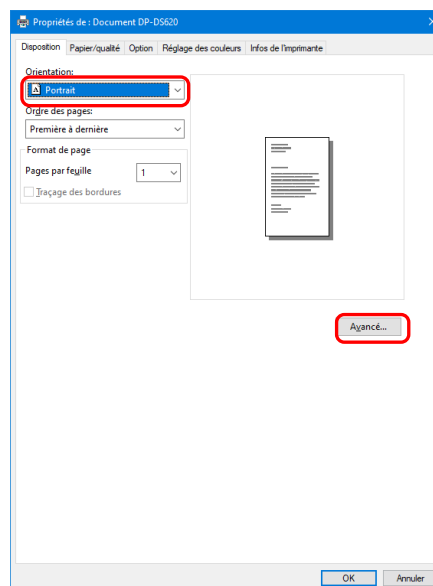 Propriétés de : Document DP-DS620
Disposition Papier/qualité Option Réglage des couleurs Infos de l'imprimante
Orientation:
Portrait
Ordre des pages:
Première à dernière
Format de page
Pages par feuille 1
Traçage des bordures
Avancé...
OK Annuler